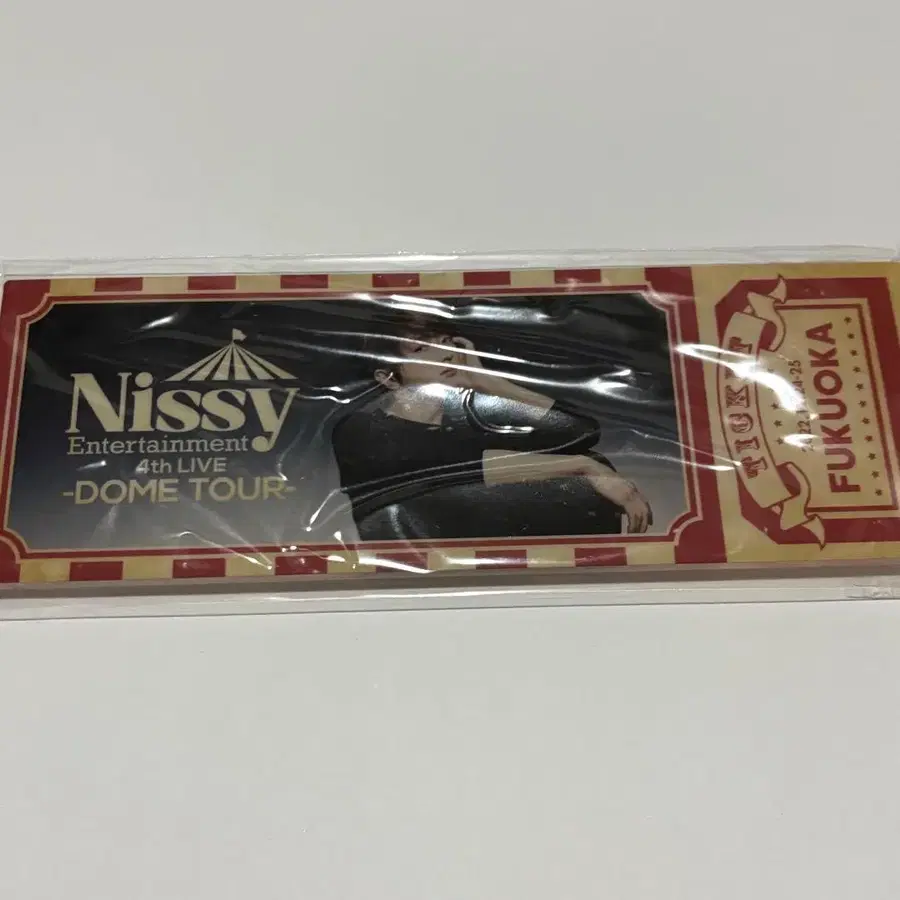 Nissy
Entertainment
4th LIVE
-DOME TOUR-
TICKET
FUKUOKA